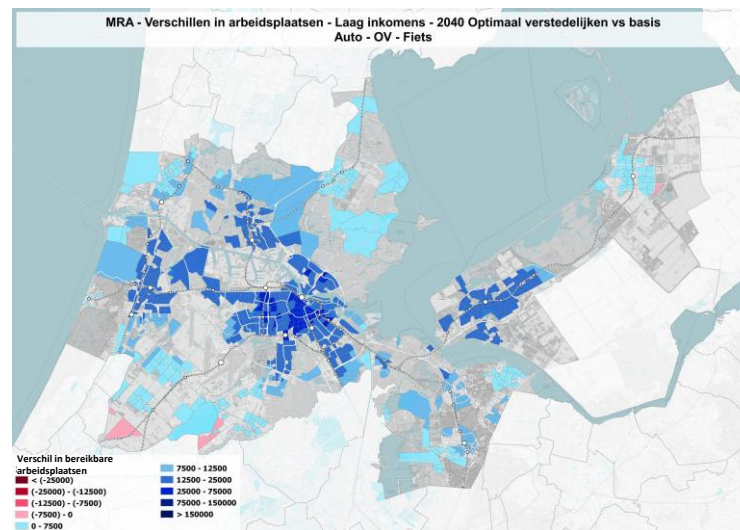 MRA - Verschillen in arbeidsplaatsen - Laag inkomens - 2040 Optimaal verstedelijken vs basis
Auto - OV - Fiets
Verschil in bereikbare
arbeidsplaatsen
< (-25000)
(-25000) - (-12500)
(-12500) - (-7500)
(-7500) - 0
0 - 7500
7500 - 12500
12500 - 25000
25000 - 75000
75000 - 150000
> 150000